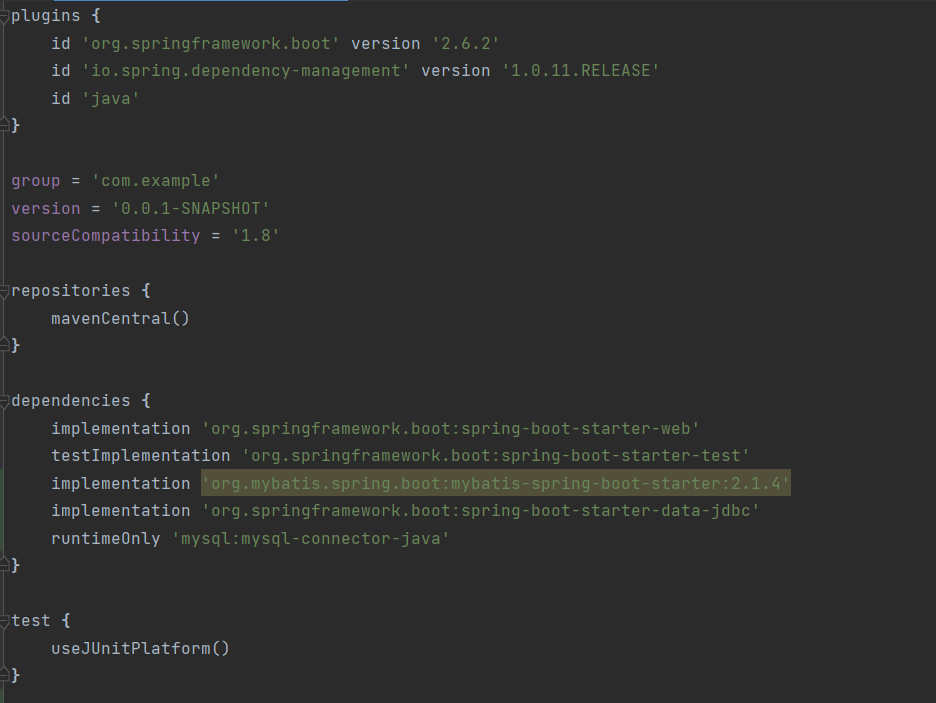 plugins {
    id 'org.springframework.boot' version '2.6.2'
    id 'io.spring.dependency-management' version '1.0.11.RELEASE'
    id 'java'
}
group = 'com.example'
version = '0.0.1-SNAPSHOT'
sourceCompatibility = '1.8'
repositories {
    mavenCentral()
}
dependencies {
    implementation 'org.springframework.boot:spring-boot-starter-web'
    testImplementation 'org.springframework.boot:spring-boot-starter-test'
    implementation 'org.mybatis.spring.boot:mybatis-spring-boot-starter:2.1.4'
    implementation 'org.springframework.boot:spring-boot-starter-data-jdbc'
    runtimeOnly 'mysql:mysql-connector-java'
}
test {
    useJUnitPlatform()
}